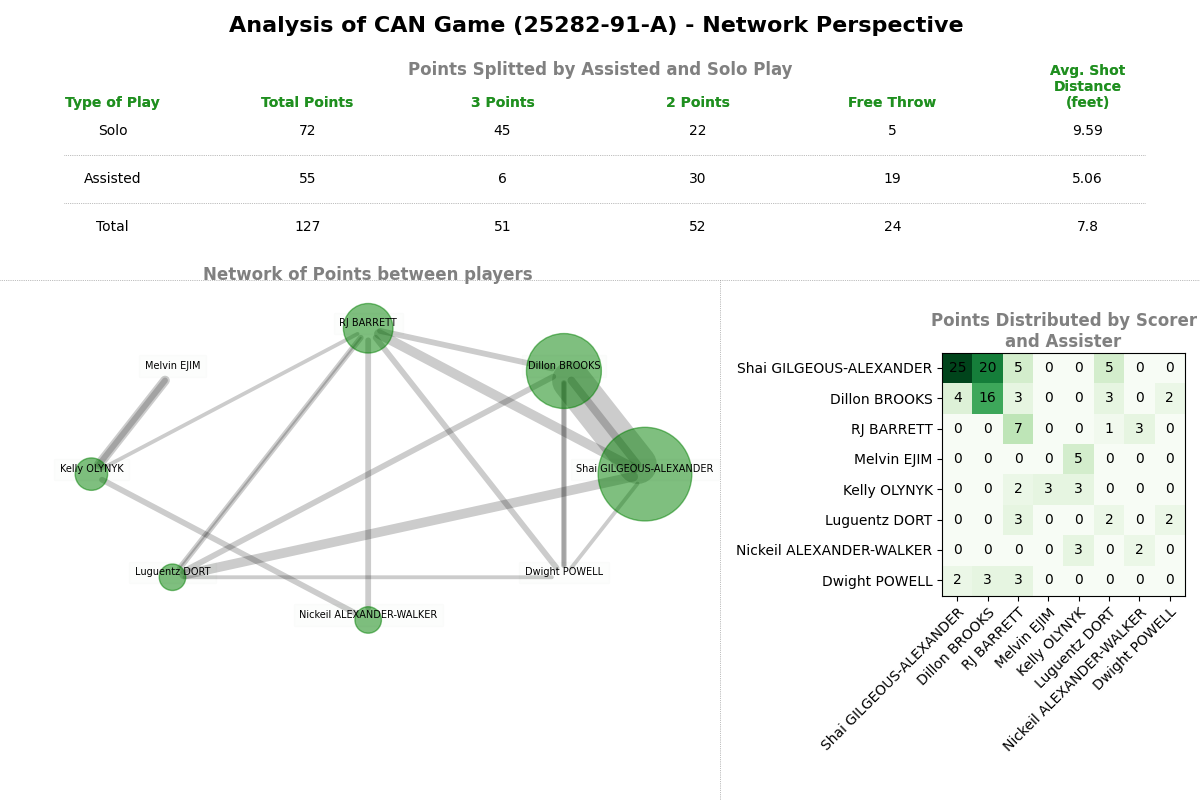 Analysis of CAN Game (25282-91-A) - Network Perspective
Points Splitted by Assisted and Solo Play
Type of Play Total Points 3 Points 2 Points Free Throw Avg. Shot
Distance
(feet)
Solo 72 45 22 5 9.59
Assisted 55 6 30 19 5.06
Total 127 51 52 24 7.8
Network of Points between players
RJ BARRETT
Melvin EJIM
Dillon BROOKS
Kelly OLYNYK
Shai GILGEOUS-ALEXANDER
Luguentz DORT
Dwight POWELL
Nickeil ALEXANDER-WALKER
Points Distributed by Scorer
and Assister
Shai GILGEOUS-ALEXANDER 25 20 5 0 0 5 0 0
Dillon BROOKS 4 16 3 0 0 3 0 2
RJ BARRETT 0 0 7 0 0 1 3 0
Melvin EJIM 0 0 0 0 5 0 0 0
Kelly OLYNYK 0 0 2 3 3 0 0 0
Luguentz DORT 0 0 3 0 0 2 0 2
Nickeil ALEXANDER-WALKER 0 0 0 0 3 0 2 0
Dwight POWELL 2 3 3 0 0 0 0 0
Shai GILGEOUS-ALEXANDER
Dillon BROOKS
RJ BARRETT
Melvin EJIM
Kelly OLYNYK
Luguentz DORT
Nickeil ALEXANDER-WALKER
Dwight POWELL